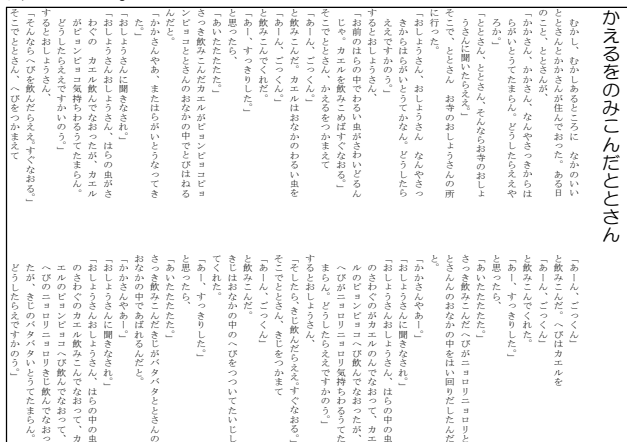 かえるをのみこんだととさん
むかし、むかしあるところに なかのいい
ととさんとかかさんが住んでおった。ある日
のこと、ととさんが、
「かかさん、かかさん、なんやさっきからは
らがいとうてたまらん。どうしたらええや
ろか。」
「ととさん、ととさん、そんならお寺のおしょ
うさんに聞いたらええ。」
そこで、ととさん お寺のおしょうさんの所
に行った。
「おしょうさん、おしょうさん なんやさっ
きからはらがいとうてかなん。どうしたら
ええですかのう。」
するとおしょうさん、
「お前のはらの中でわるい虫がさわいどるん
じゃ。カエルを飲みこめばすぐなおる。」
そこでととさん、かえるをつかまえて
「あーん、ごっくん。」
と飲みこんだ。カエルはおなかのわるい虫を
「あーん、ごっくん。」
と飲みこんでくれた。
「あー、すっきりした。」
と思ったら、
「あいたたたたた。」
さっき飲みこんだカエルがピョンピョコピョ
ンピョコととさんのおなかの中でとびはねる
んだと。
「かかさんやあ、またはらがいとうなってき
た。」
「おしょうさんに聞きなされ。」
「おしょうさんおしょうさん、はらの虫がさ
わぐの カエル飲んでなおったが、カエル
がピョンピョコ気持ちわるうてたまらん。
どうしたらええですかいのう。」
するとおしょうさん、
「そんならへびを飲んだらええ。すぐなおる。」
そこでととさん、へびをつかまえて
「あーん、ごっくん」
と飲みこんだ。へびはカエルを
「あーん、ごっくん」
と飲みこんでくれた。
「あー、すっきりした。」
と思ったら、
「あいたたたたた。」
さっき飲みこんだへびがニョロリニョロリと
ととさんのおなかの中をはい回りだしたんだ
と。
「かかさんやあー。」
「おしょうさんに聞きなされ。」
「おしょうさんおしょうさん、はらの中の虫
のさわぐのがカエルのんでなおって、カエ
ルのピョンピョコへび飲んでなおったが、
へびがニョロリニョロリ気持ちわるうてた
まらん。どうしたらええですかのう。」
するとおしょうさん、
「そしたら、きじ飲んだらええ。すぐなおる。」
そこでととさん、きじをつかまて
「あーん、ごっくん」
と飲みこんだ。
きじはおなかの中のへびをつついてたいじし
てくれた。
「あー、すっきりした。」
と思ったら、
「あいたたたたた。」
さっき飲みこんだきじがバタバタととさんの
おなかの中であばれるんだと。
「かかさんやあー。」
「おしょうさんに聞きなされ。」
「おしょうさんおしょうさん、はらの中の虫
のさわぐのカエル飲みこんでなおって、カ
エルのピョンピョコへび飲んでなおって、
へびのニョロリニョロリきじ飲んでなおっ
たが、きじのバタバタいとうてたまらん。
どうしたらええですかのう。」